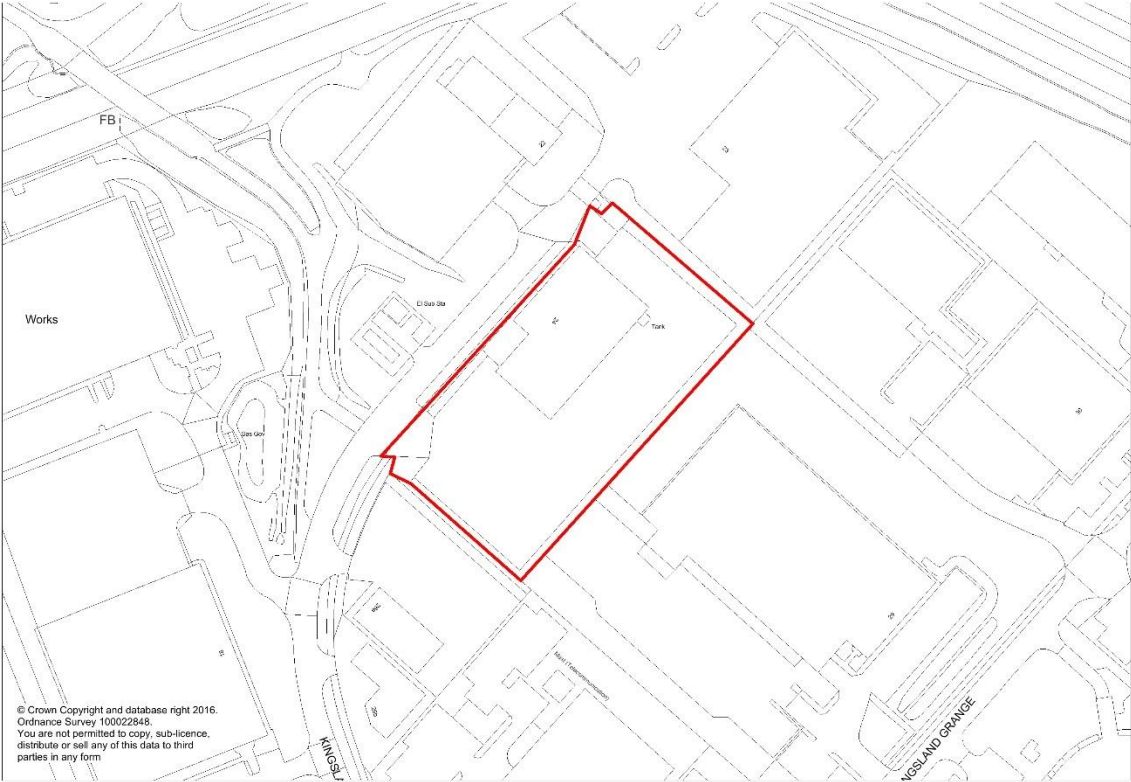 FB
Works
El Sub Sta
Tank
Gas Gov
Mast (Telecommunication)
KINGSLA
NGSLAND GRANGE
© Crown Copyright and database right 2016.
Ordnance Survey 100022848.
You are not permitted to copy, sub-licence,
distribute or sell any of this data to third
parties in any form